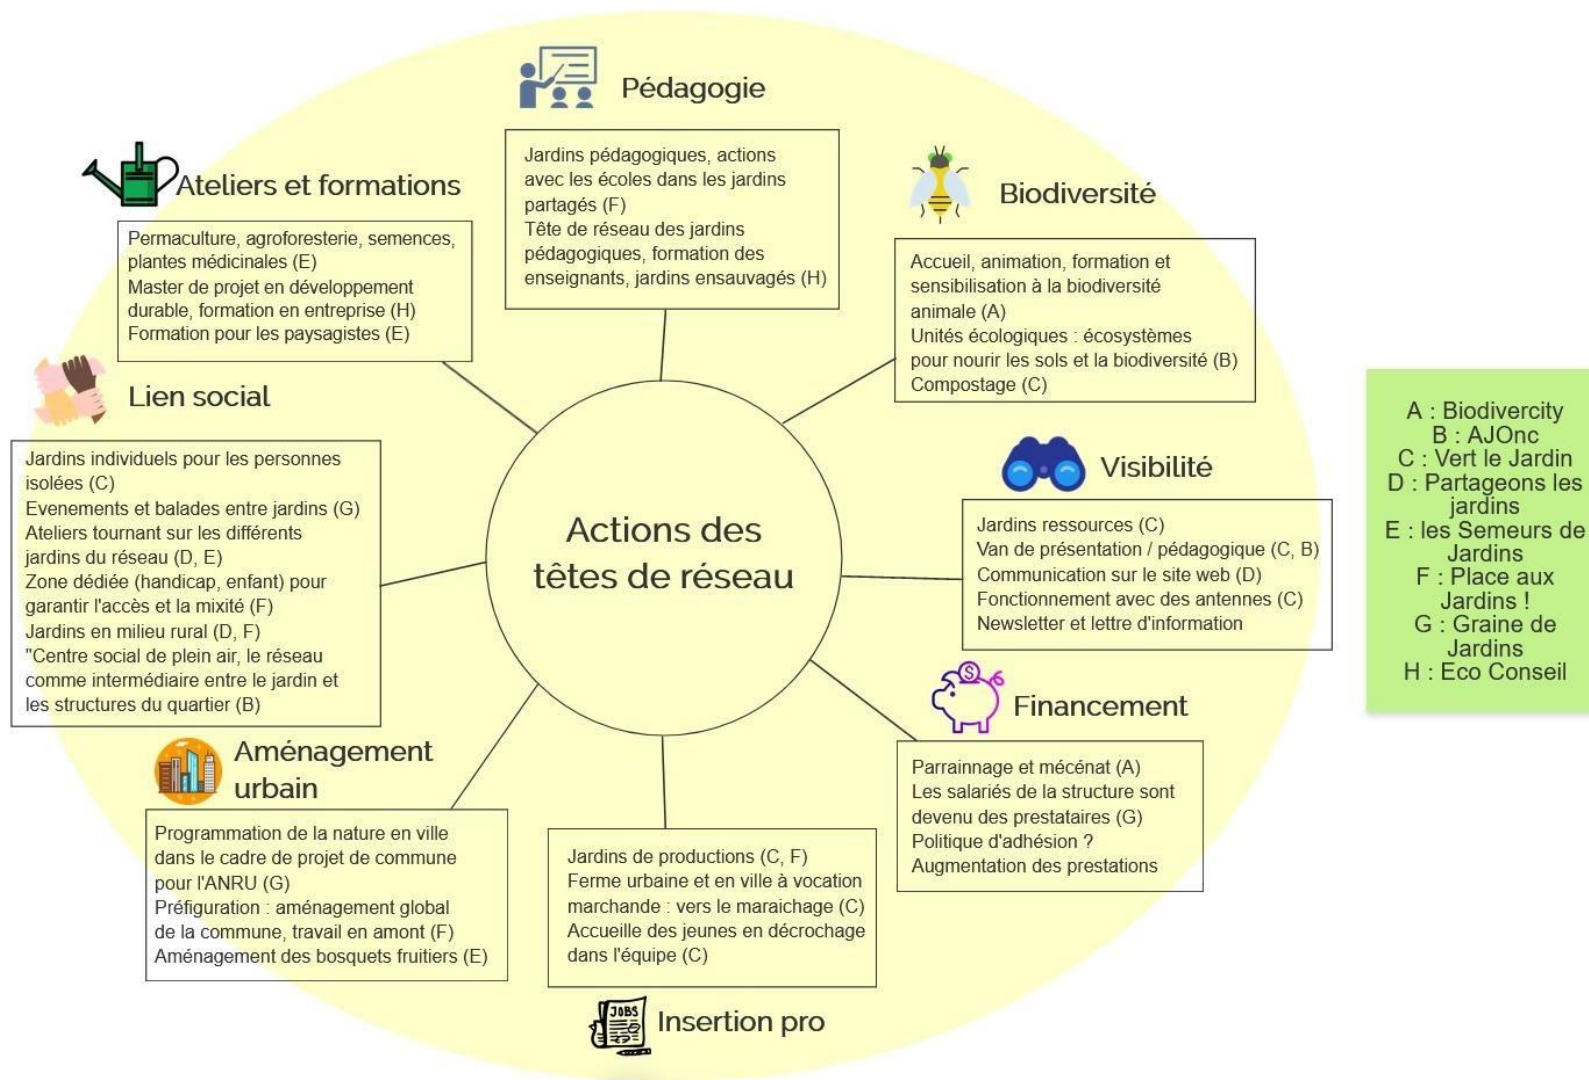 Pédagogie
Jardins pédagogiques, actions
avec les écoles dans les jardins
partagés (F)
Tête de réseau des jardins
pédagogiques, formation des
enseignants, jardins ensauvagés (H)
Ateliers et formations
Permaculture, agroforesterie, semences,
plantes médicinales (E)
Master de projet en développement
durable, formation en entreprise (H)
Formation pour les paysagistes (E)
Biodiversité
Accueil, animation, formation et
sensibilisation à la biodiversité
animale (A)
Unités écologiques : écosystèmes
pour nourir les sols et la biodiversité (B)
Compostage (C)
Lien social
Jardins individuels pour les personnes
isolées (C)
Evenements et balades entre jardins (G)
Ateliers tournant sur les différents
jardins du réseau (D, E)
Zone dédiée (handicap, enfant) pour
garantir l'accès et la mixité (F)
Jardins en milieu rural (D, F)
"Centre social de plein air, le réseau
comme intermédiaire entre le jardin et
les structures du quartier (B)
Actions des
têtes de réseau
Visibilité
Jardins ressources (C)
Van de présentation / pédagogique (C, B)
Communication sur le site web (D)
Fonctionnement avec des antennes (C)
Newsletter et lettre d'information
Financement
Parrainnage et mécénat (A)
Les salariés de la structure sont
devenu des prestataires (G)
Politique d'adhésion ?
Augmentation des prestations
Aménagement
urbain
Programmation de la nature en ville
dans le cadre de projet de commune
pour l'ANRU (G)
Préfiguration : aménagement global
de la commune, travail en amont (F)
Aménagement des bosquets fruitiers (E)
Jardins de productions (C, F)
Ferme urbaine et en ville à vocation
marchande : vers le maraichage (C)
Accueille des jeunes en décrochage
dans l'équipe (C)
JOBS
Insertion pro
A : Biodivercity
B : AJOnc
C : Vert le Jardin
D : Partageons les
jardins
E : les Semeurs de
Jardins
F : Place aux
Jardins !
G : Graine de
Jardins
H : Eco Conseil